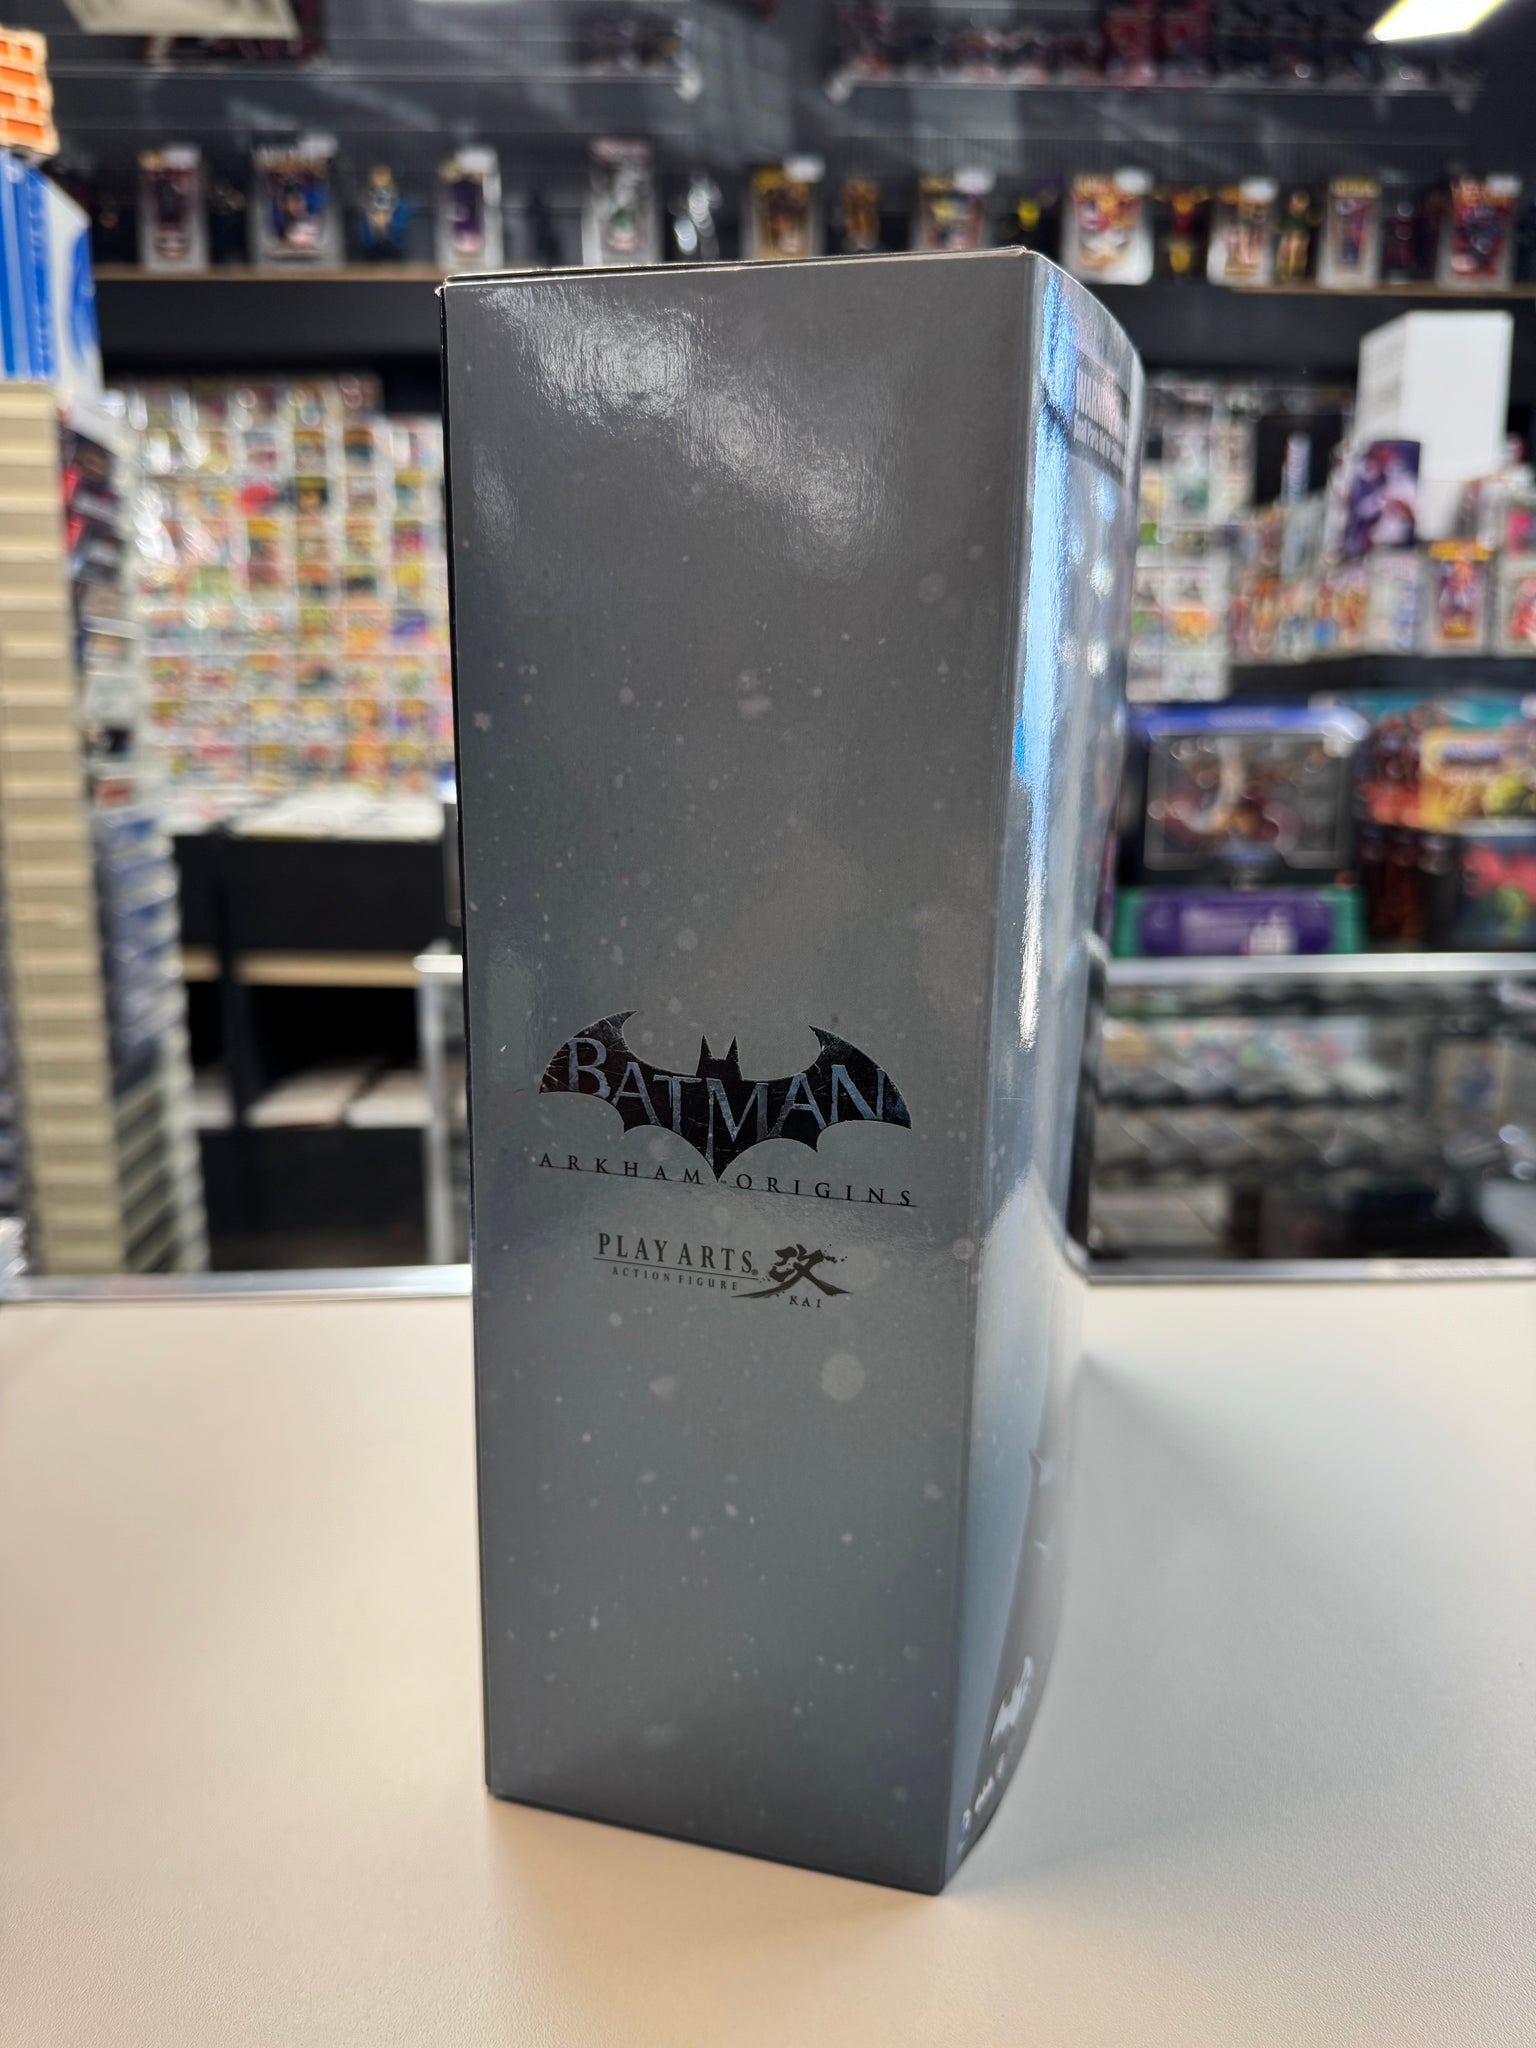 BATMAN
ARKHAM ORIGINS
PLAY ARTS® 改
ACTION FIGURE
KAI